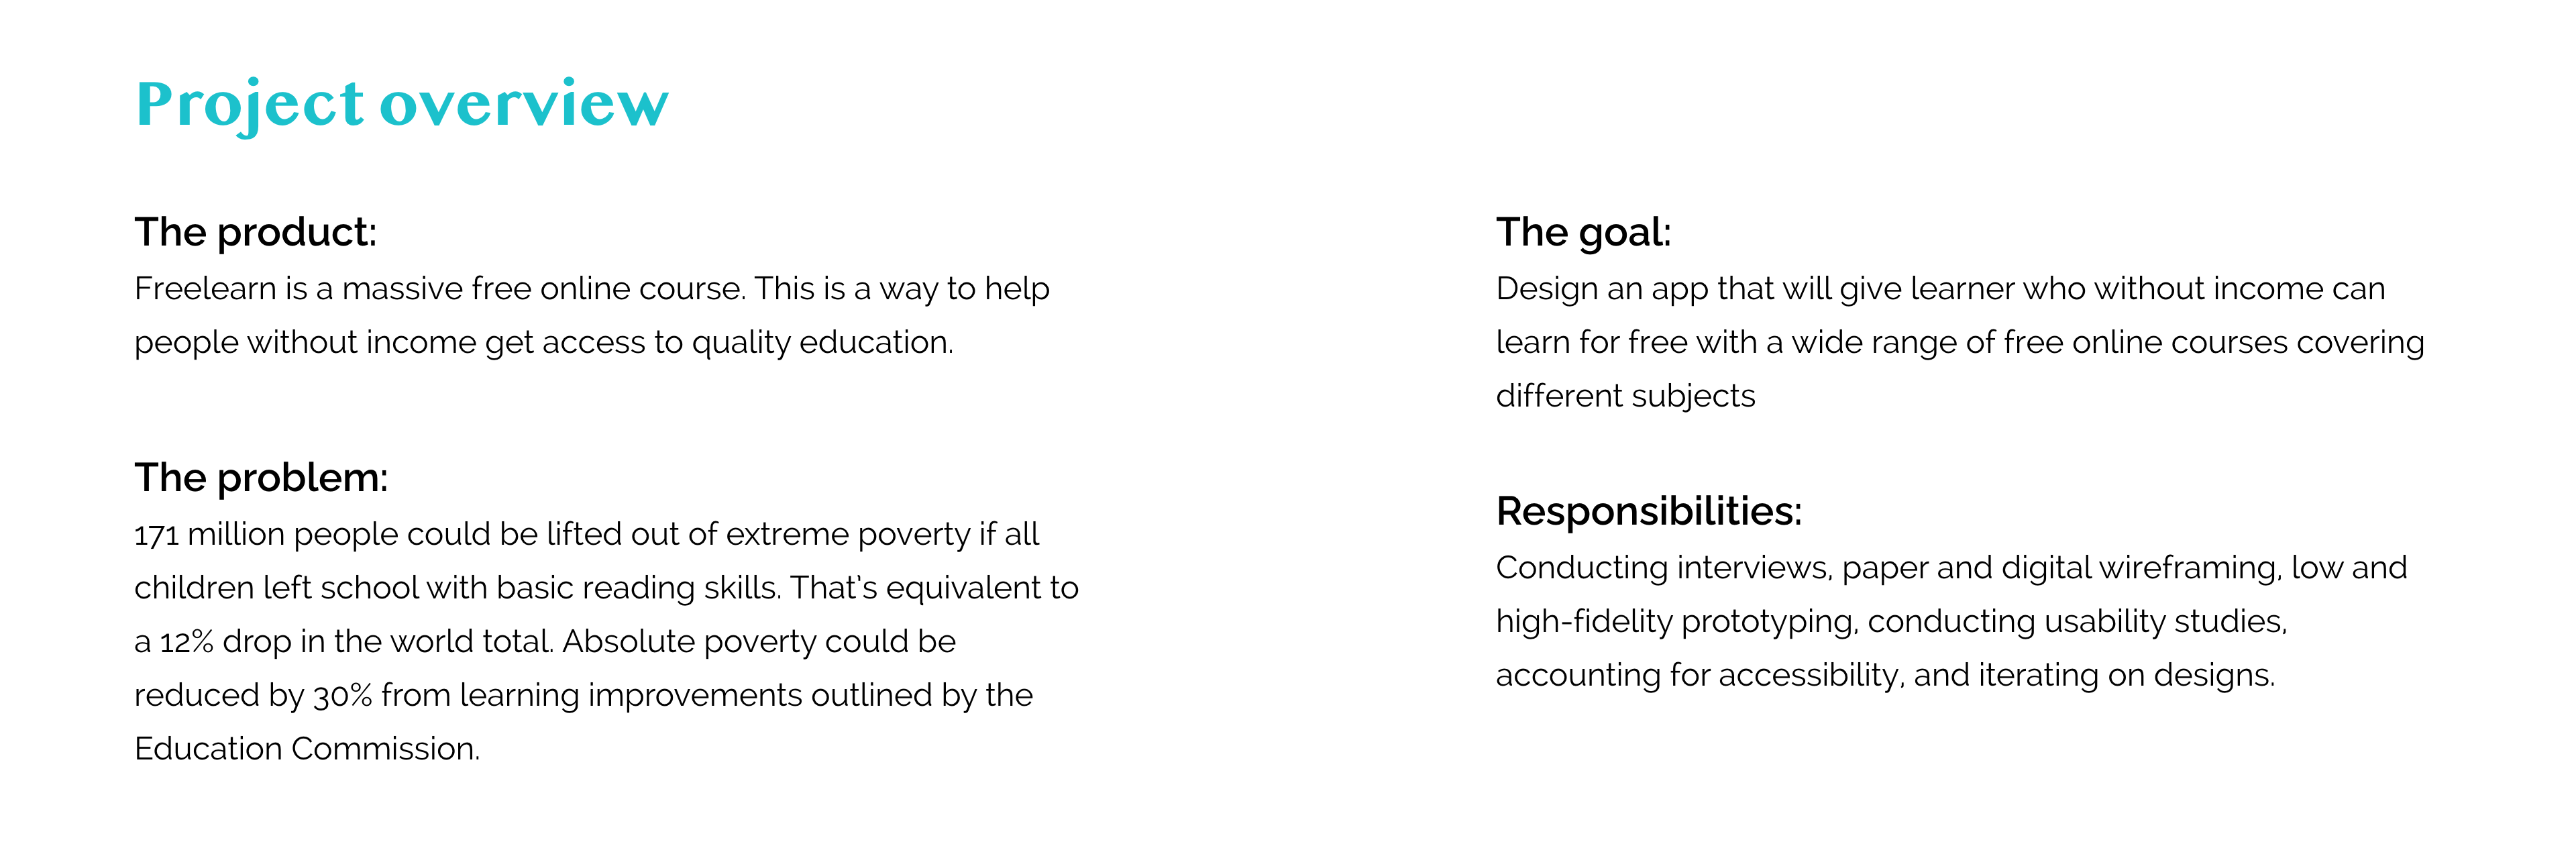 Project overview
The product:
Freelearn is a massive free online course. This is a way to help
people without income get access to quality education.
The problem:
171 million people could be lifted out of extreme poverty if all
children left school with basic reading skills. That's equivalent to
a 12% drop in the world total. Absolute poverty could be
reduced by 30% from learning improvements outlined by the
Education Commission.
The goal:
Design an app that will give learner who without income can
learn for free with a wide range of free online courses covering
different subjects
Responsibilities:
Conducting interviews, paper and digital wireframing, low and
high-fidelity prototyping, conducting usability studies,
accounting for accessibility, and iterating on designs.